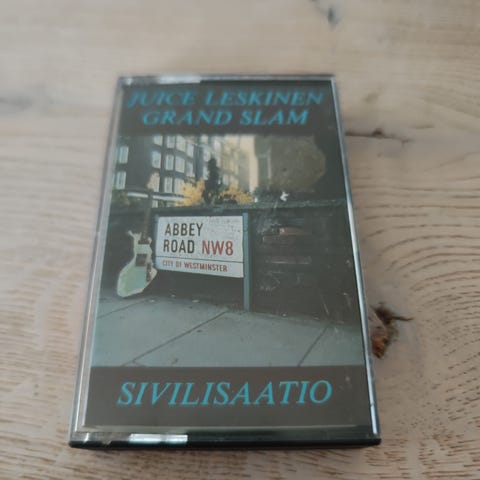 JUICE LESKINEN
GRAND SLAM
ABBEY
ROAD NW8
CITY OF WESTMINSTER
SIVILISAATIO